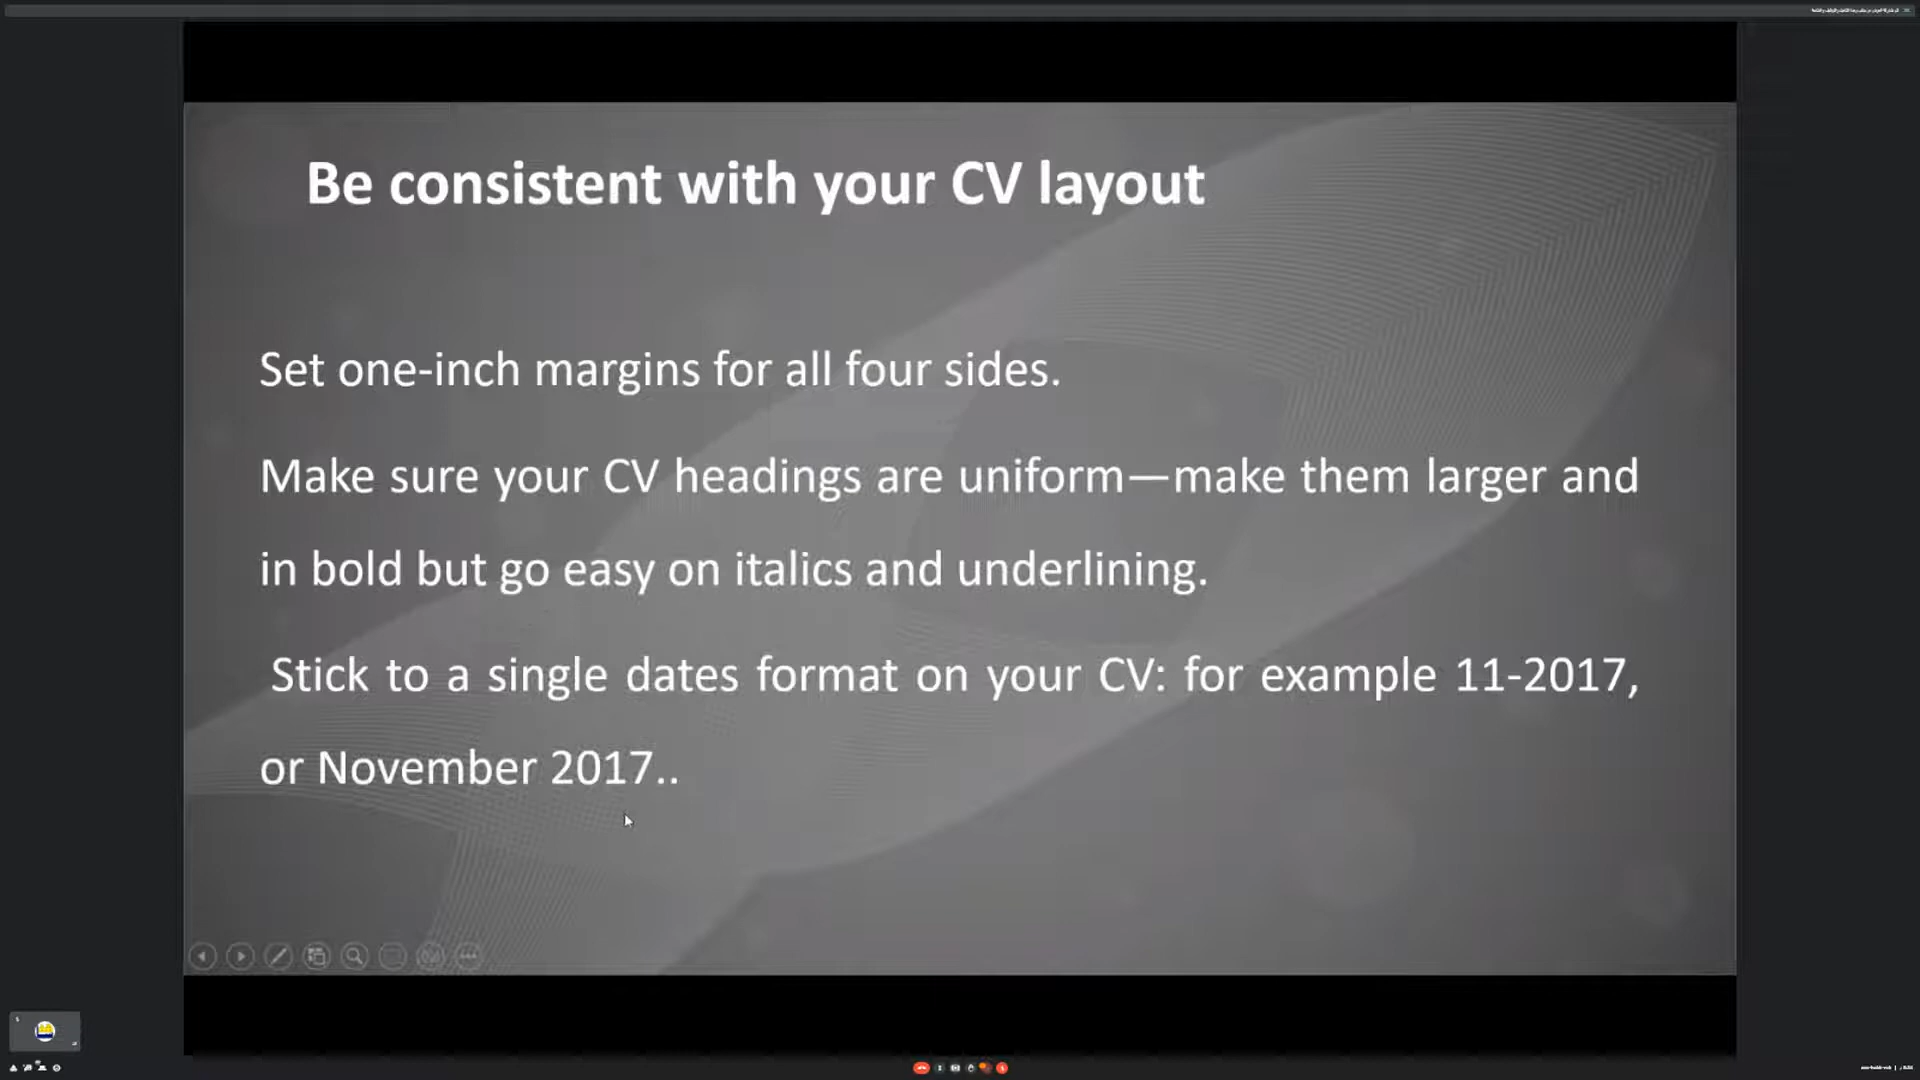 Be consistent with your CV layout
Set one-inch margins for all four sides.
Make sure your CV headings are uniform—make them larger and
in bold but go easy on italics and underlining.
Stick to a single dates format on your CV: for example 11-2017,
or November 2017..